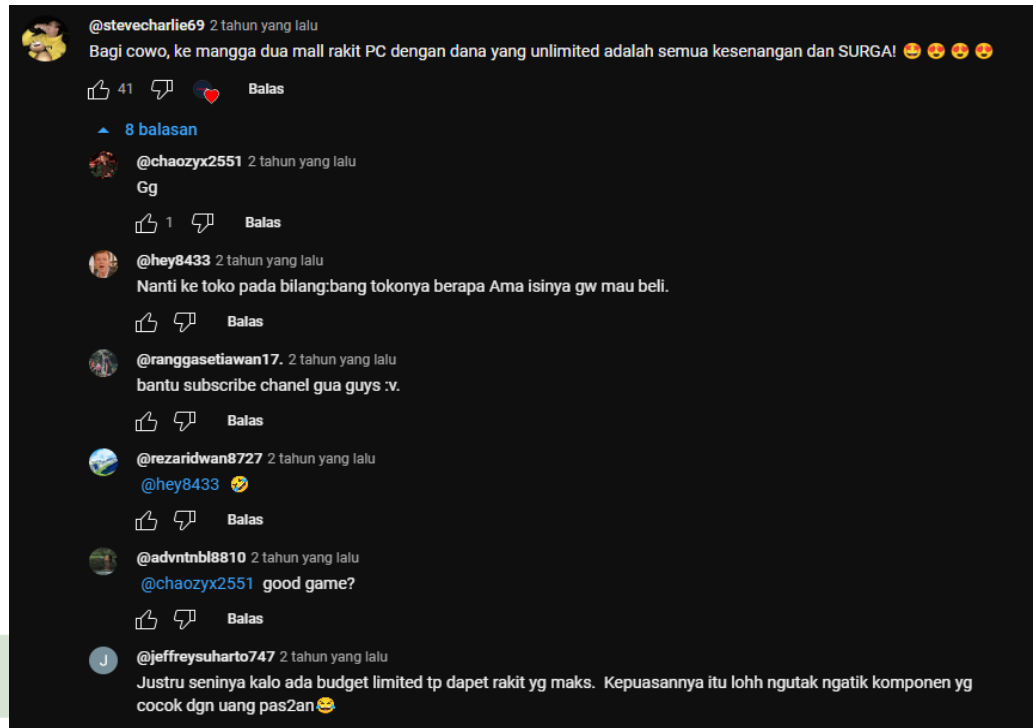 @stevecharlie69 2 tahun yang lalu
Bagi cowo, ke mangga dua mall rakit PC dengan dana yang unlimited adalah semua kesenangan dan SURGA! 🤩 😍 😍 😍
41 Balas
8 balasan
@chaozyx2551 2 tahun yang lalu
Gg
1 Balas
@hey8433 2 tahun yang lalu
Nanti ke toko pada bilang:bang tokonya berapa Ama isinya gw mau beli.
Balas
@ranggasetiawan17. 2 tahun yang lalu
bantu subscribe chanel gua guys :v.
Balas
@rezaridwan8727 2 tahun yang lalu
@hey8433 🤣
Balas
@advntnbl8810 2 tahun yang lalu
@chaozyx2551 good game?
Balas
J @jeffreysuharto747 2 tahun yang lalu
Justru seninya kalo ada budget limited tp dapet rakit yg maks. Kepuasannya itu lohh ngutak ngatik komponen yg
cocok dgn uang pas2an😂